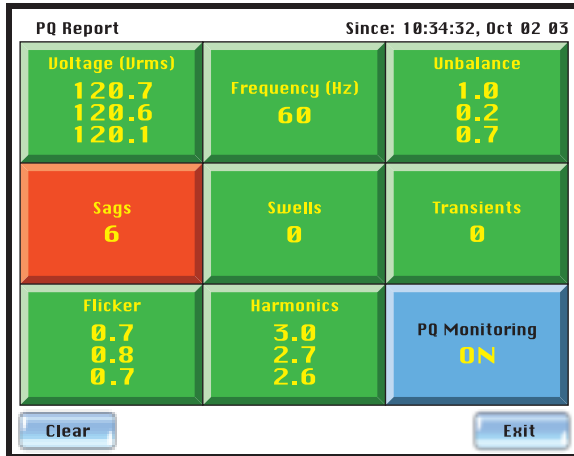 PQ Report
Since: 10:34:32, Oct 02 03
Voltage (Vrms)
120.7
120.6
120.1
Frequency (Hz)
60
Unbalance
1.0
0.2
0.7
Sags
6
Swells
0
Transients
0
Flicker
0.7
0.8
0.7
Harmonics
3.0
2.7
2.6
PQ Monitoring
ON
Clear
Exit